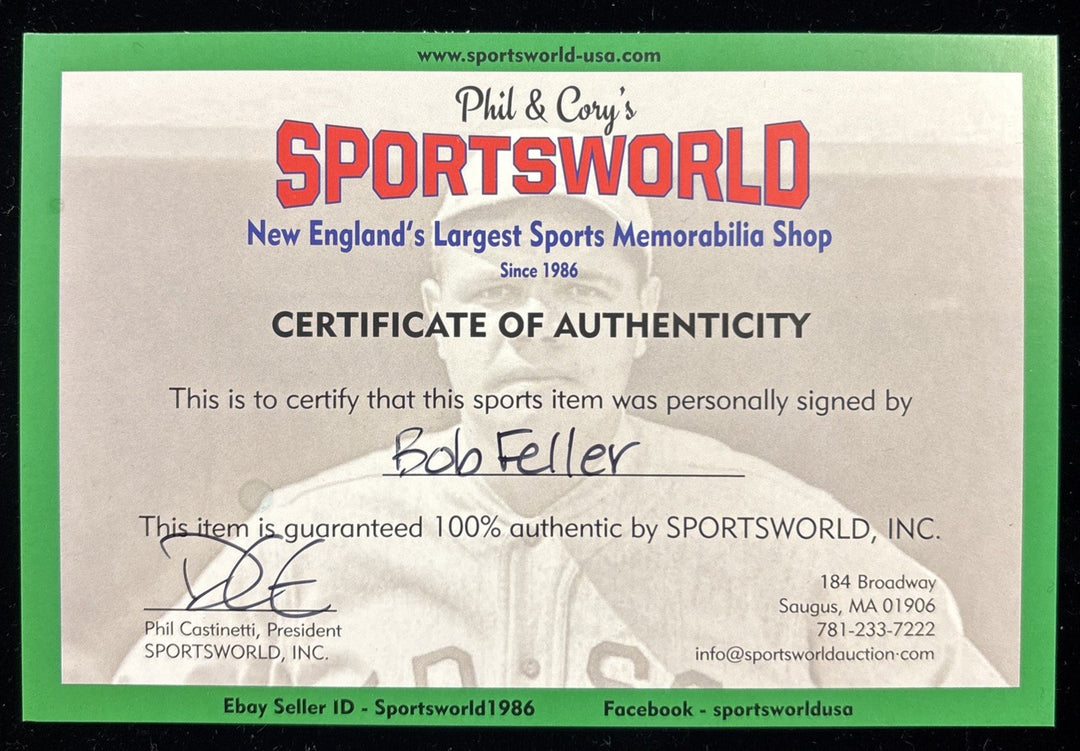 www.sportsworld-usa.com
Phil & Cory's
SPORTSWORLD
New England's Largest Sports Memorabilia Shop
Since 1986
CERTIFICATE OF AUTHENTICITY
This is to certify that this sports item was personally signed by
Bob Feller
This item is guaranteed 100% authentic by SPORTSWORLD, INC.
184 Broadway
Saugus, MA 01906
781-233-7222
info@sportsworldauction·com
Phil Castinetti, President
SPORTSWORLD, INC.
Ebay Seller ID - Sportsworld1986
Facebook - sportsworldusa